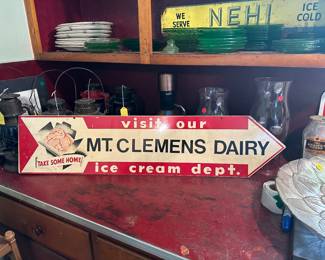 WE SERVE NEHI ICE COLD
visit our
MT. CLEMENS DAIRY
TAKE SOME HOME
ice cream dept.